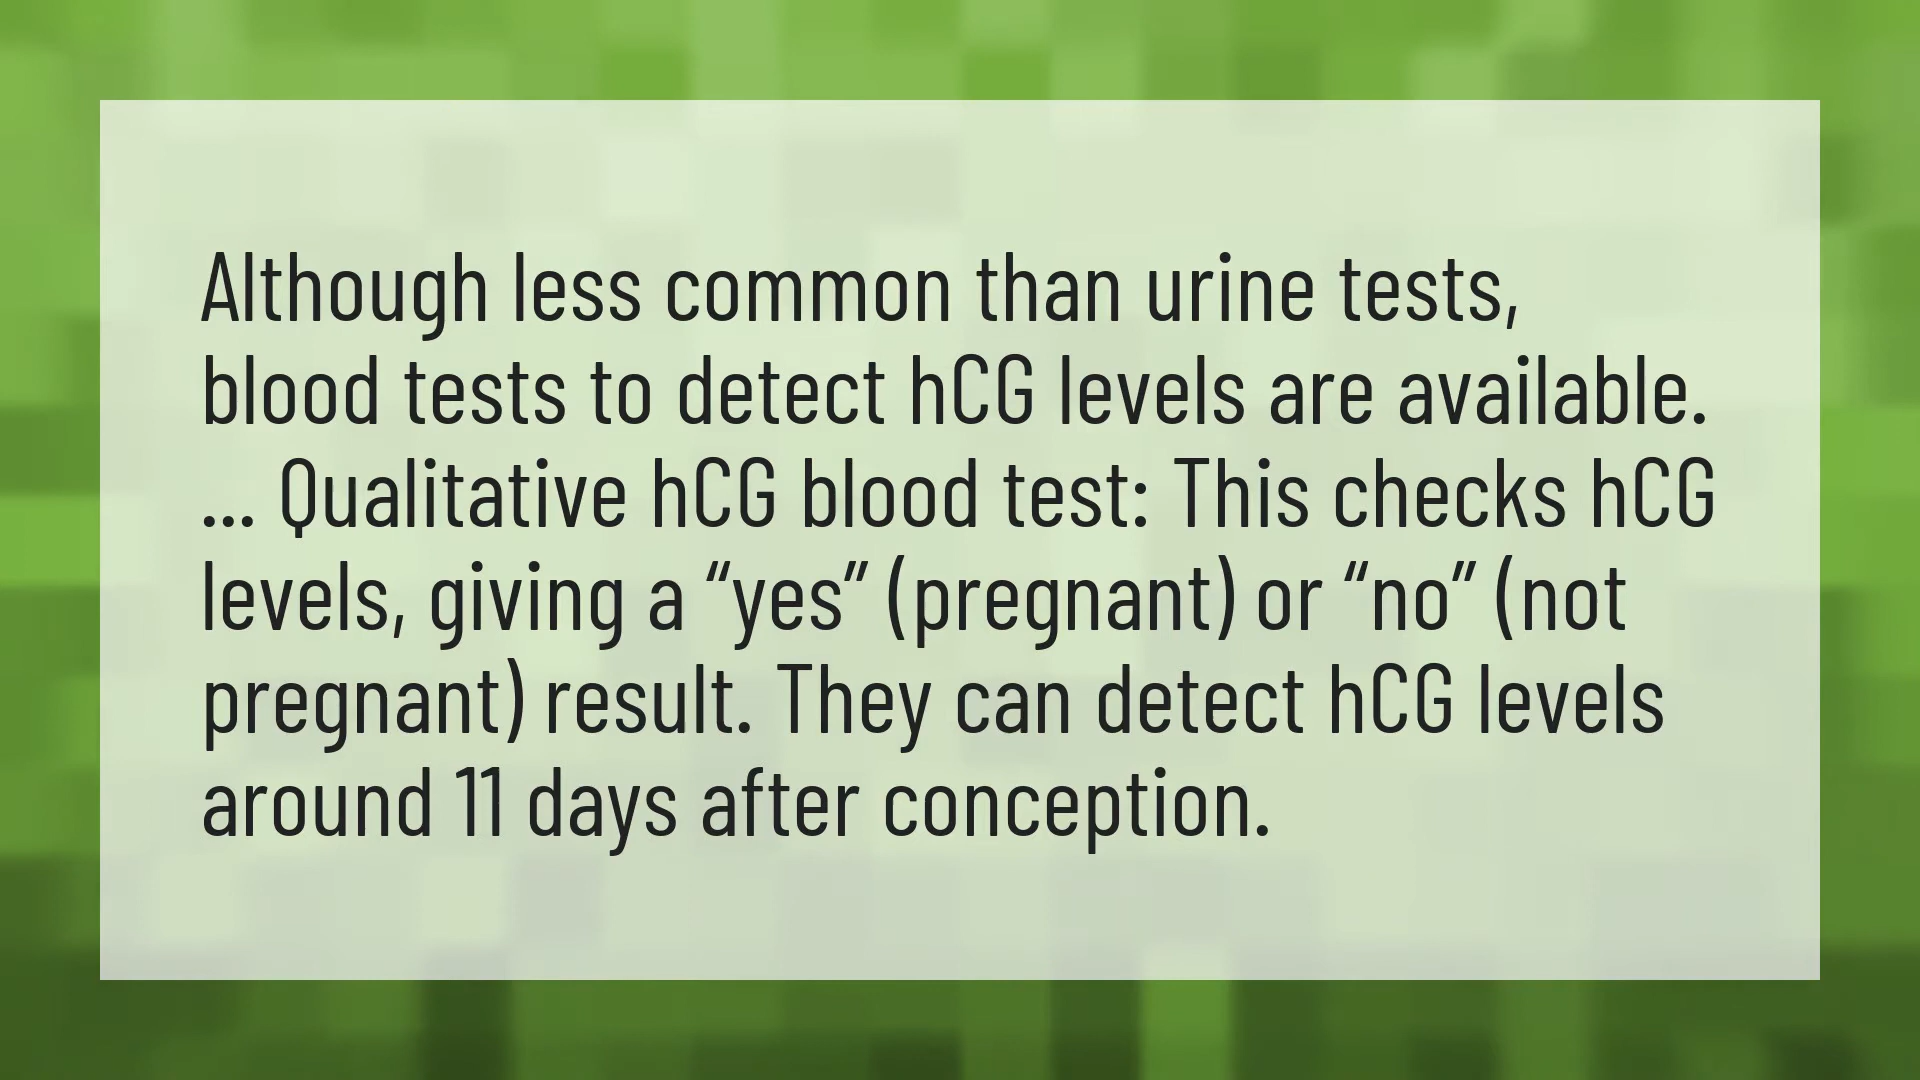 Although less common than urine tests,
blood tests to detect hCG levels are available.
... Qualitative hCG blood test: This checks hCG
levels, giving a “yes” (pregnant) or “no” (not
pregnant) result. They can detect hCG levels
around 11 days after conception.